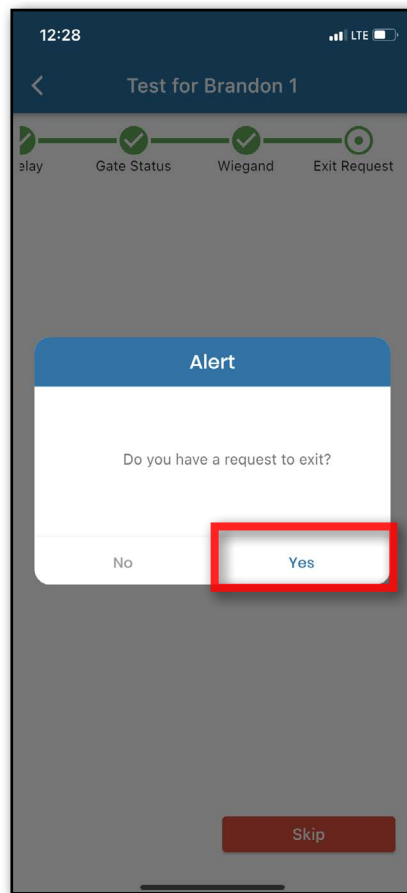 12:28
LTE
Test for Brandon 1
elay
Gate Status
Wiegand
Exit Request
Alert
Do you have a request to exit?
No
Yes
Skip